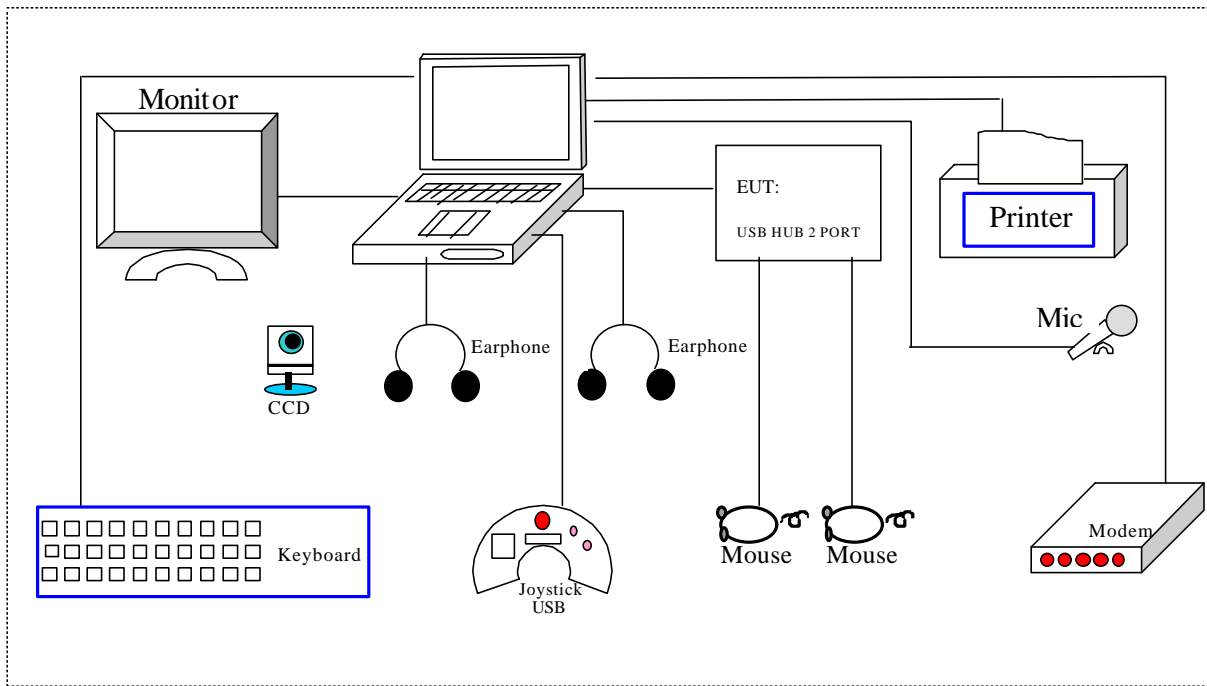 Monitor
EUT:
USB HUB 2 PORT
Printer
Mic
Earphone
Earphone
CCD
Keyboard
Joystick
USB
Mouse
Mouse
Modem